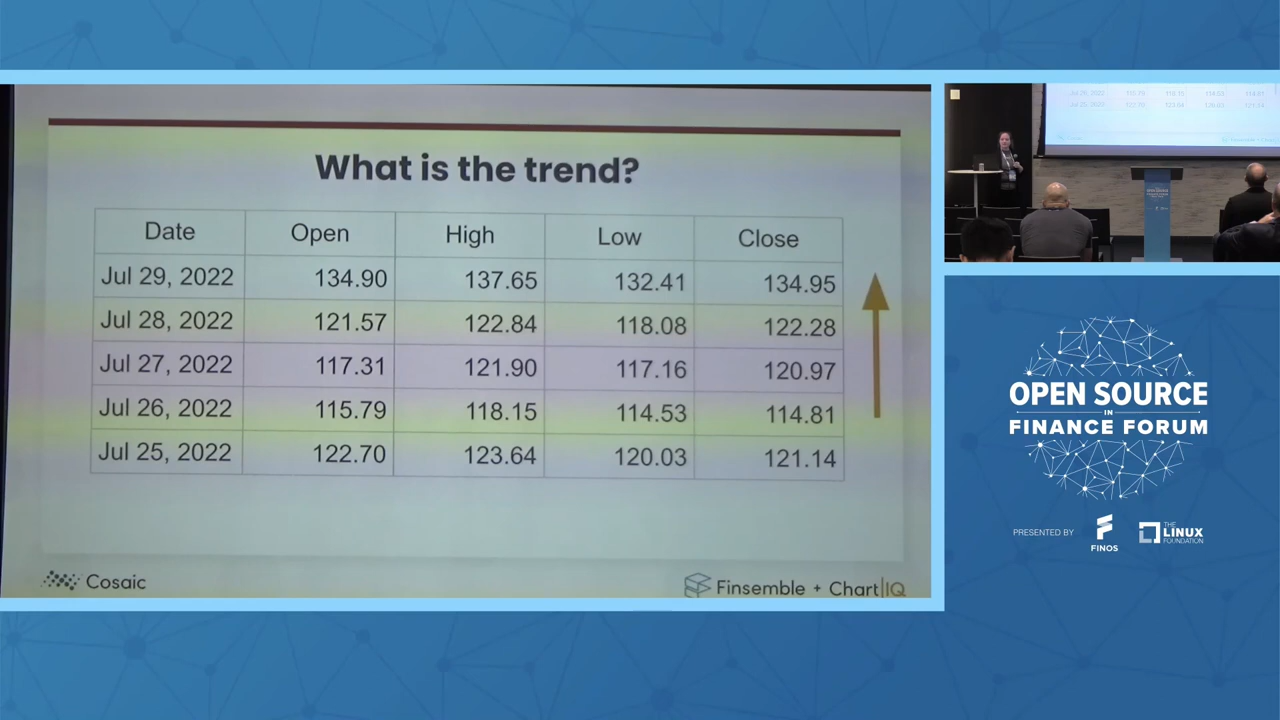 What is the trend?
Date Open High Low Close
Jul 29, 2022 134.90 137.65 132.41 134.95
Jul 28, 2022 121.57 122.84 118.08 122.28
Jul 27, 2022 117.31 121.90 117.16 120.97
Jul 26, 2022 115.79 118.15 114.53 114.81
Jul 25, 2022 122.70 123.64 120.03 121.14
Cosaic
Finsemble + Chart|IQ
OPEN SOURCE
IN
FINANCE FORUM
PRESENTED BY
FINOS
THE
LINUX
FOUNDATION